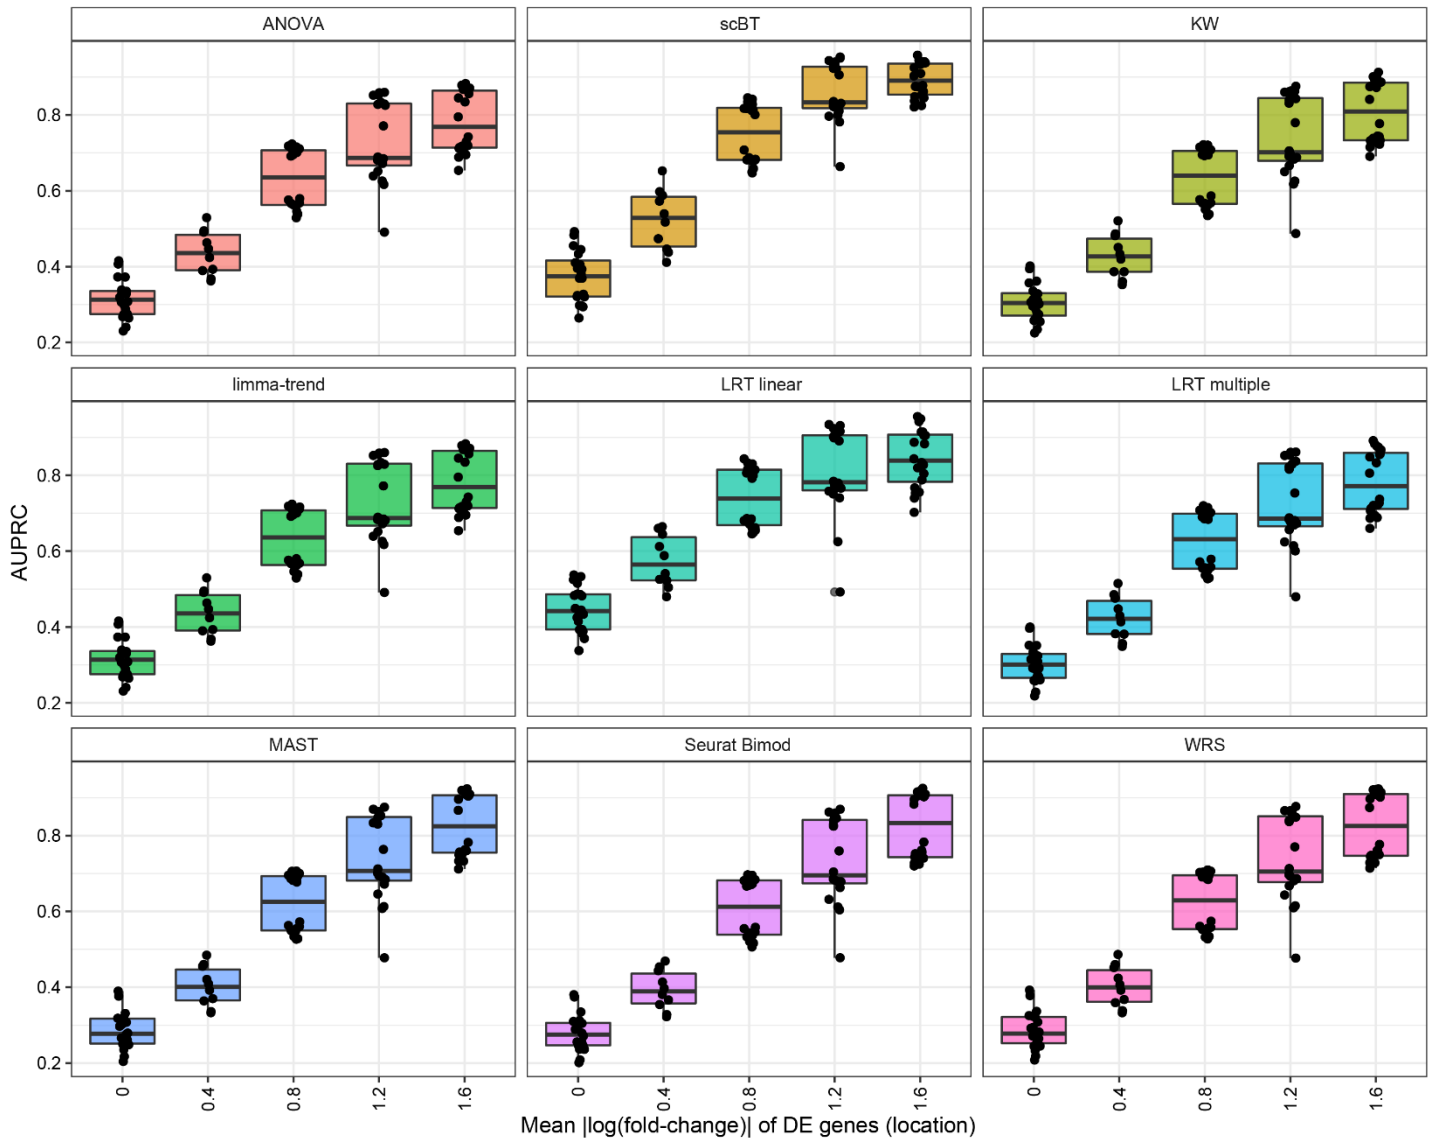 ANOVA scBT KW
0.8
0.6
0.4
0.2
limma-trend LRT linear LRT multiple
0.8
0.6
0.4
0.2
AUPRC
MAST Seurat Bimod WRS
0.8
0.6
0.4
0.2
0 0.4 0.8 1.2 1.6 0 0.4 0.8 1.2 1.6 0 0.4 0.8 1.2 1.6
Mean |log(fold-change)| of DE genes (location)